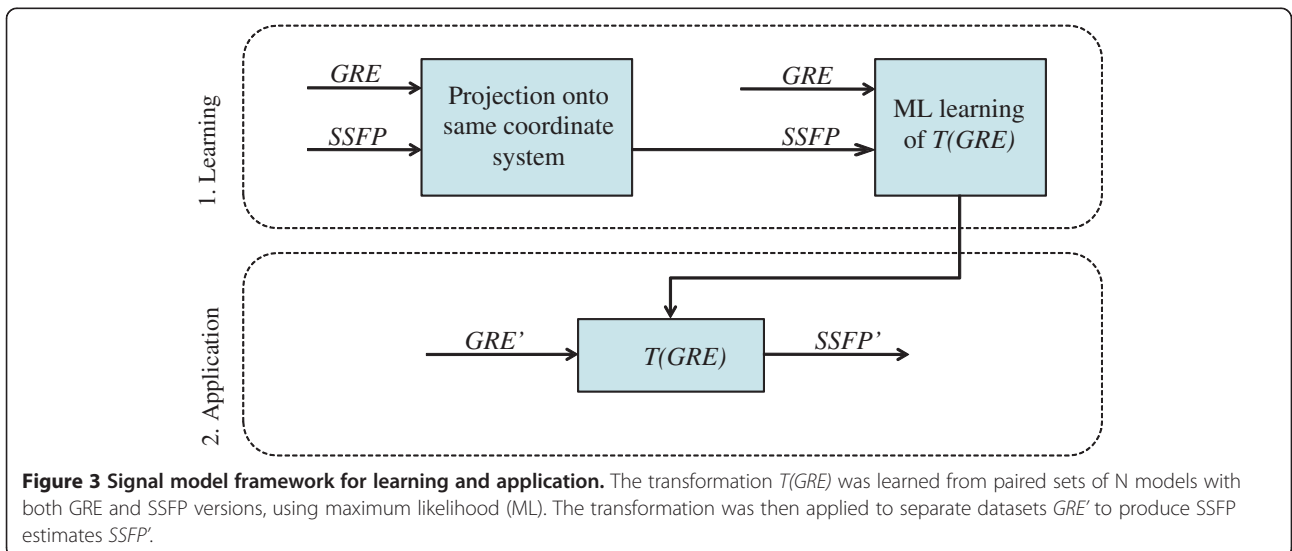 1. Learning
GRE
SSFP
Projection onto
same coordinate
system
GRE
SSFP
ML learning
of T(GRE)
2. Application
GRE’
T(GRE)
SSFP’
Figure 3 Signal model framework for learning and application. The transformation T(GRE) was learned from paired sets of N models with
both GRE and SSFP versions, using maximum likelihood (ML). The transformation was then applied to separate datasets GRE’ to produce SSFP
estimates SSFP’.